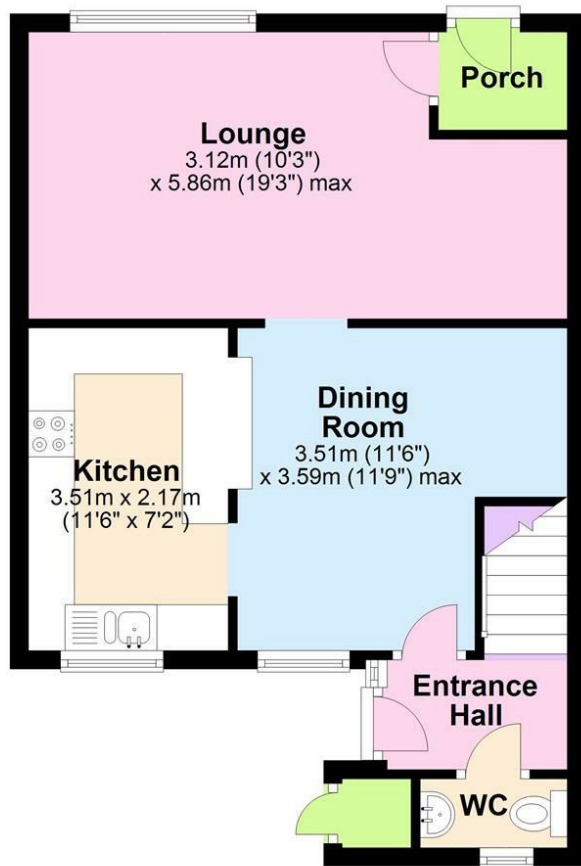 Porch
Lounge
3.12m (10'3")
x 5.86m (19'3") max
Dining
Room
3.51m (11'6")
x 3.59m (11'9") max
Kitchen
3.51m x 2.17m
(11'6" x 7'2")
Entrance
Hall
WC